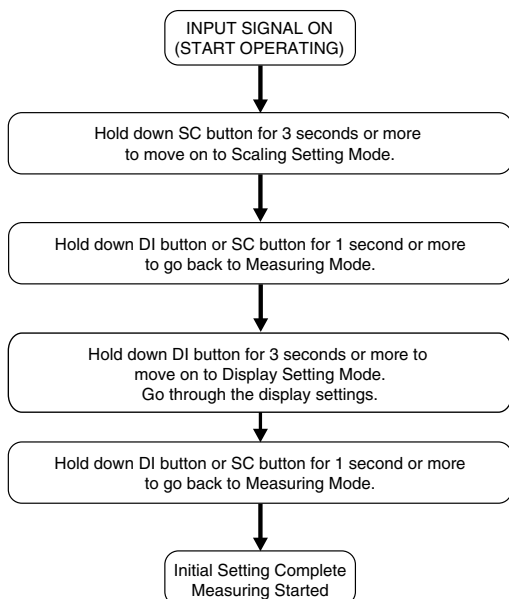 INPUT SIGNAL ON
(START OPERATING)
Hold down SC button for 3 seconds or more
to move on to Scaling Setting Mode.
Hold down DI button or SC button for 1 second or more
to go back to Measuring Mode.
Hold down DI button for 3 seconds or more to
move on to Display Setting Mode.
Go through the display settings.
Hold down DI button or SC button for 1 second or more
to go back to Measuring Mode.
Initial Setting Complete
Measuring Started